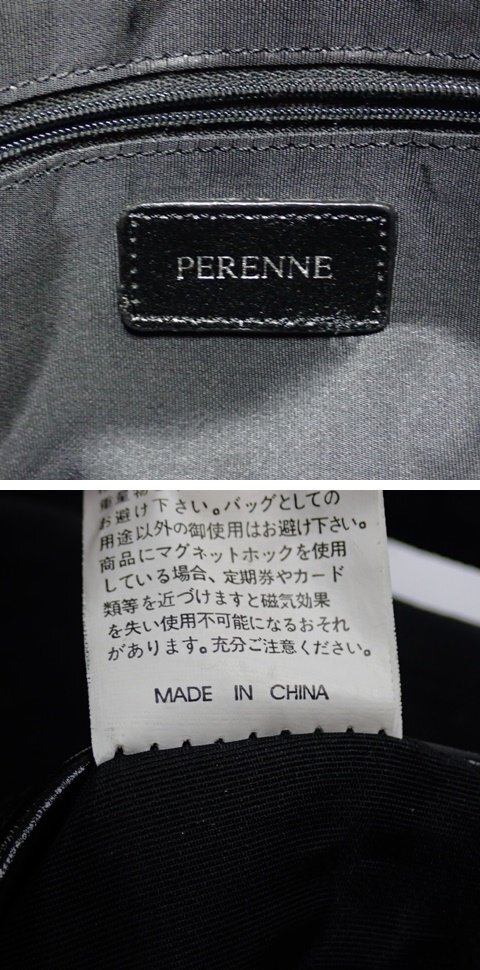 PERENNE
お避け下さい。バッグとしての
用途以外の御使用はお避け下さい。
商品にマグネットホックを使用
している場合、定期券やカード
類等を近づけますと磁気効果
を失い使用不可能になるおそれ
があります。充分ご注意ください。
MADE IN CHINA